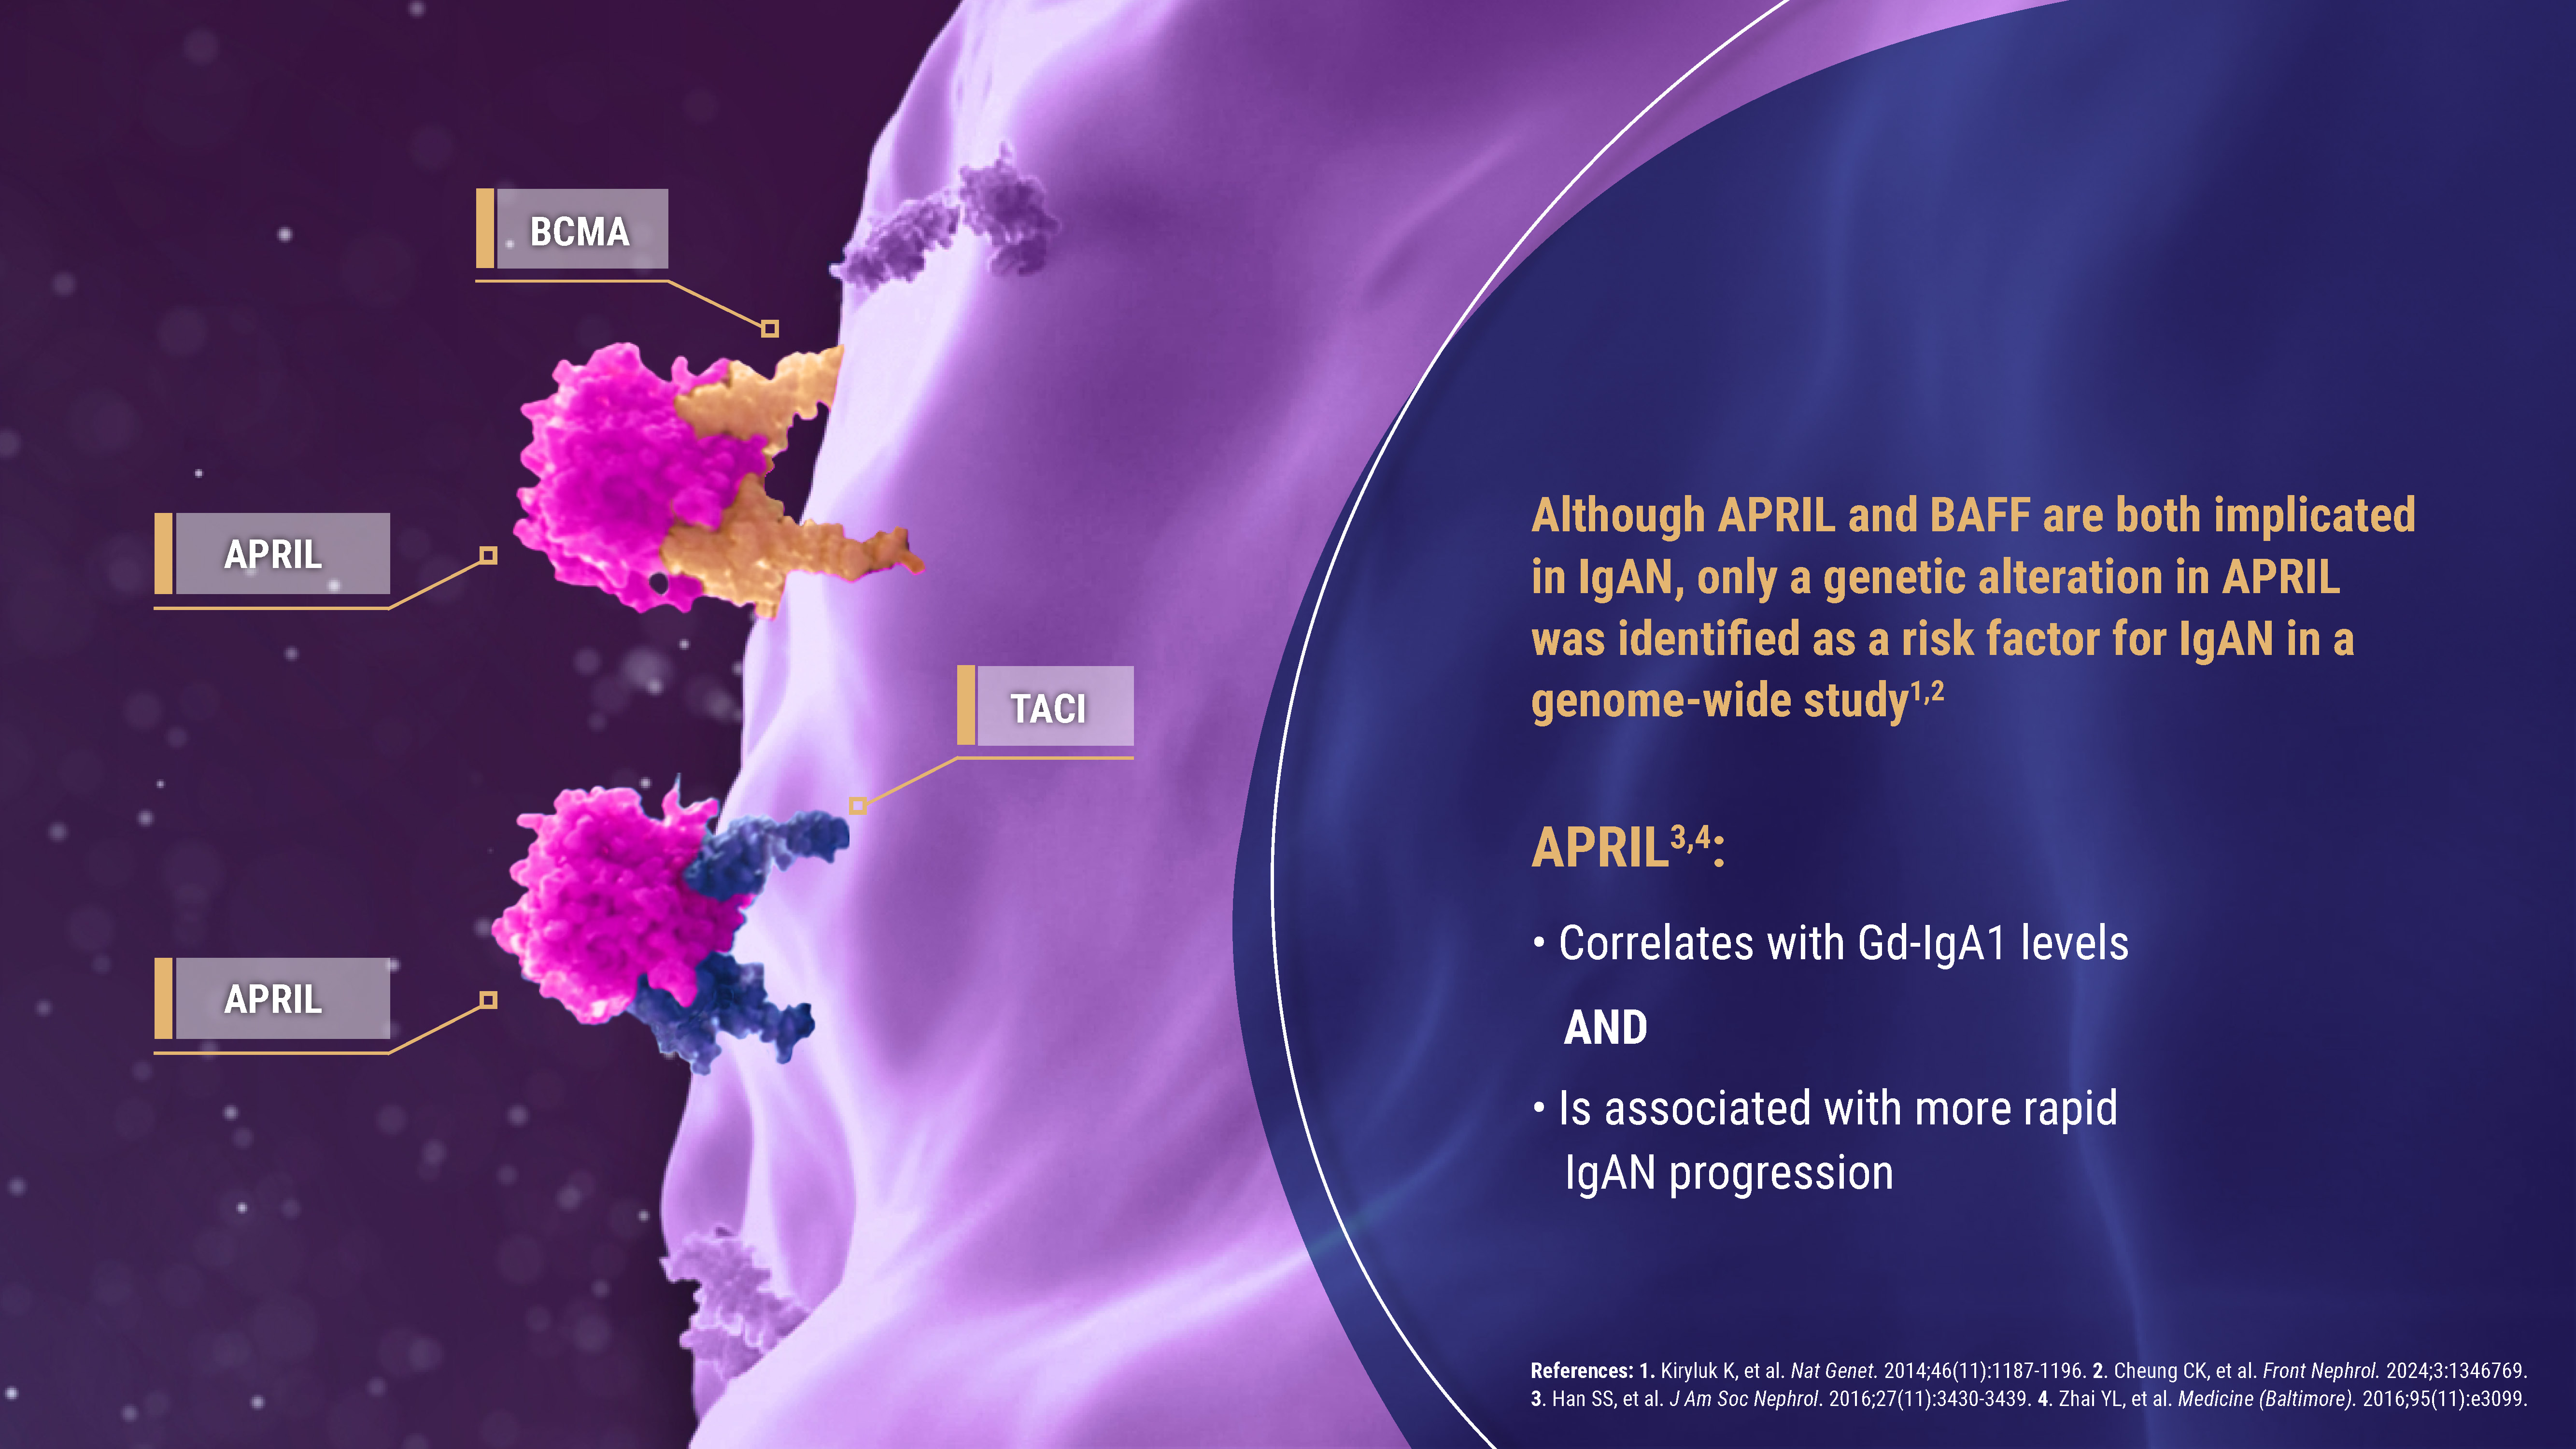 BCMA
APRIL
TACI
APRIL
Although APRIL and BAFF are both implicated
in IgAN, only a genetic alteration in APRIL
was identified as a risk factor for IgAN in a
genome-wide study1,2
APRIL3,4:
• Correlates with Gd-IgA1 levels
AND
• Is associated with more rapid
IgAN progression
References: 1. Kiryluk K, et al. Nat Genet. 2014;46(11):1187-1196. 2. Cheung CK, et al. Front Nephrol. 2024;3:1346769.
3. Han SS, et al. J Am Soc Nephrol. 2016;27(11):3430-3439. 4. Zhai YL, et al. Medicine (Baltimore). 2016;95(11):e3099.